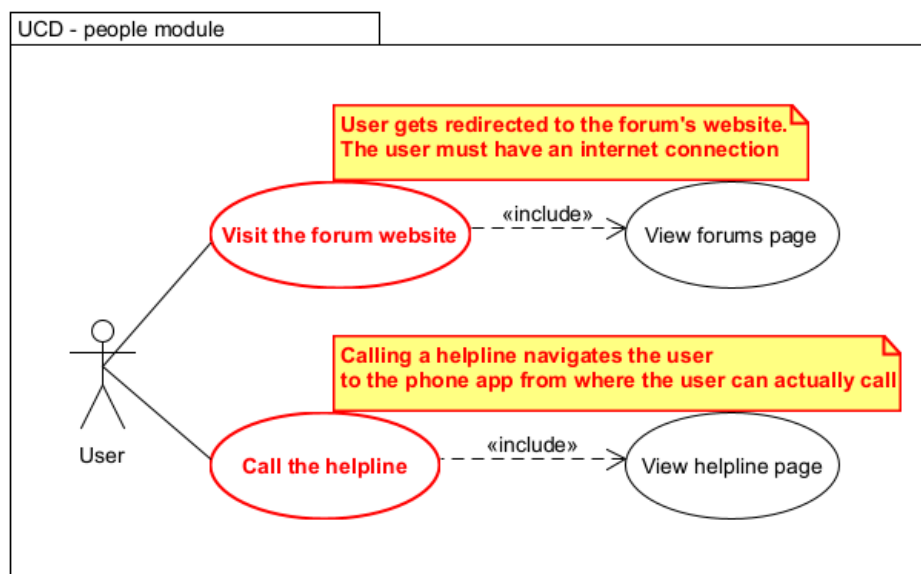 UCD - people module
User gets redirected to the forum's website.
The user must have an internet connection
Visit the forum website
«include»
View forums page
Calling a helpline navigates the user
to the phone app from where the user can actually call
Call the helpline
«include»
View helpline page
User